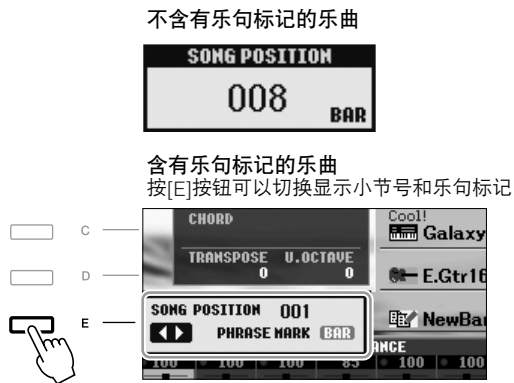 不含有乐句标记的乐曲
SONG POSITION
008 BAR
含有乐句标记的乐曲
按[E]按钮可以切换显示小节号和乐句标记
CHORD
Cool!
Galaxy
C
TRANSPOSE U.OCTAVE
0 0
D
E.Gtr16
SONG POSITION 001
E
PHRASE MARK BAR
NewBa
NCE
100 100 100 85 100 100